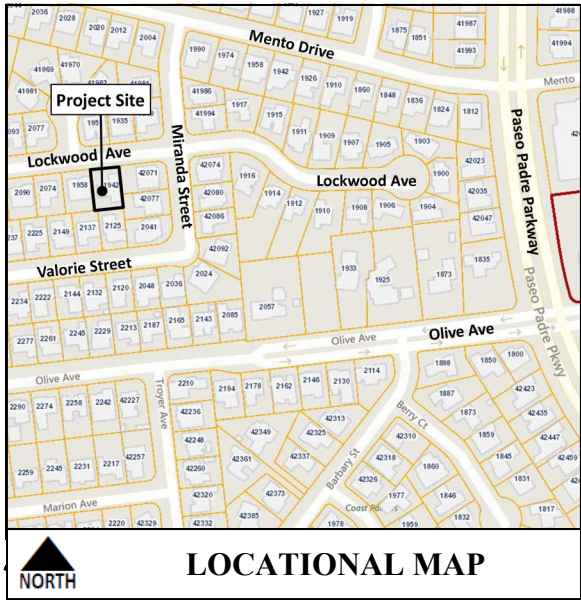 2036 2028 2020 2012 2004
1927 1919
1875 1851 41987
41988
41993 41994
Mento Drive
Mento
41969 41970
41981
1990 1974 1958 1942 1926 1910 1860 1848 1836 1824 1812
41986
41994 1917 1915
1911 1909 1907 1905 1903
Project Site
1935
2077
Lockwood Ave
Miranda Street
Lockwood Ave
Paseo Padre Parkway
2090 2074 1958 1942 42071
42077
42074
42080
42086
1916 1914 1912 1910 1908 1906 1904 1900
42023
42035
42047
2225 2149 2137 2125 2041
42092
Valorie Street
2024
1933 1925 1873 1835
2234 2222 2144 2132 2120 2048 2036
2057
2277 2261 2245 2229 2213 2187 2165 2143 2085
Olive Ave
Olive Ave
Paseo Padre Pkwy
Olive Ave
Troyer Ave
2210 2194 2178 2162 2146 2130 2114
1898 1850 1800
2290 2274 2258 2242 42227
42236
42248
42260
42349 42361 42373 42385
42313 42325 42337
1887 1873 1859 1845 1831 1817
42423
42435
42447
42459
Berry Ct
Barbary St
42310
42318
42326
1977
1860
1846
1832
2259 2245 2231 2217 42257
Marion Ave
42320
42332
2220 42329
1978 1959
NORTH
LOCATIONAL MAP